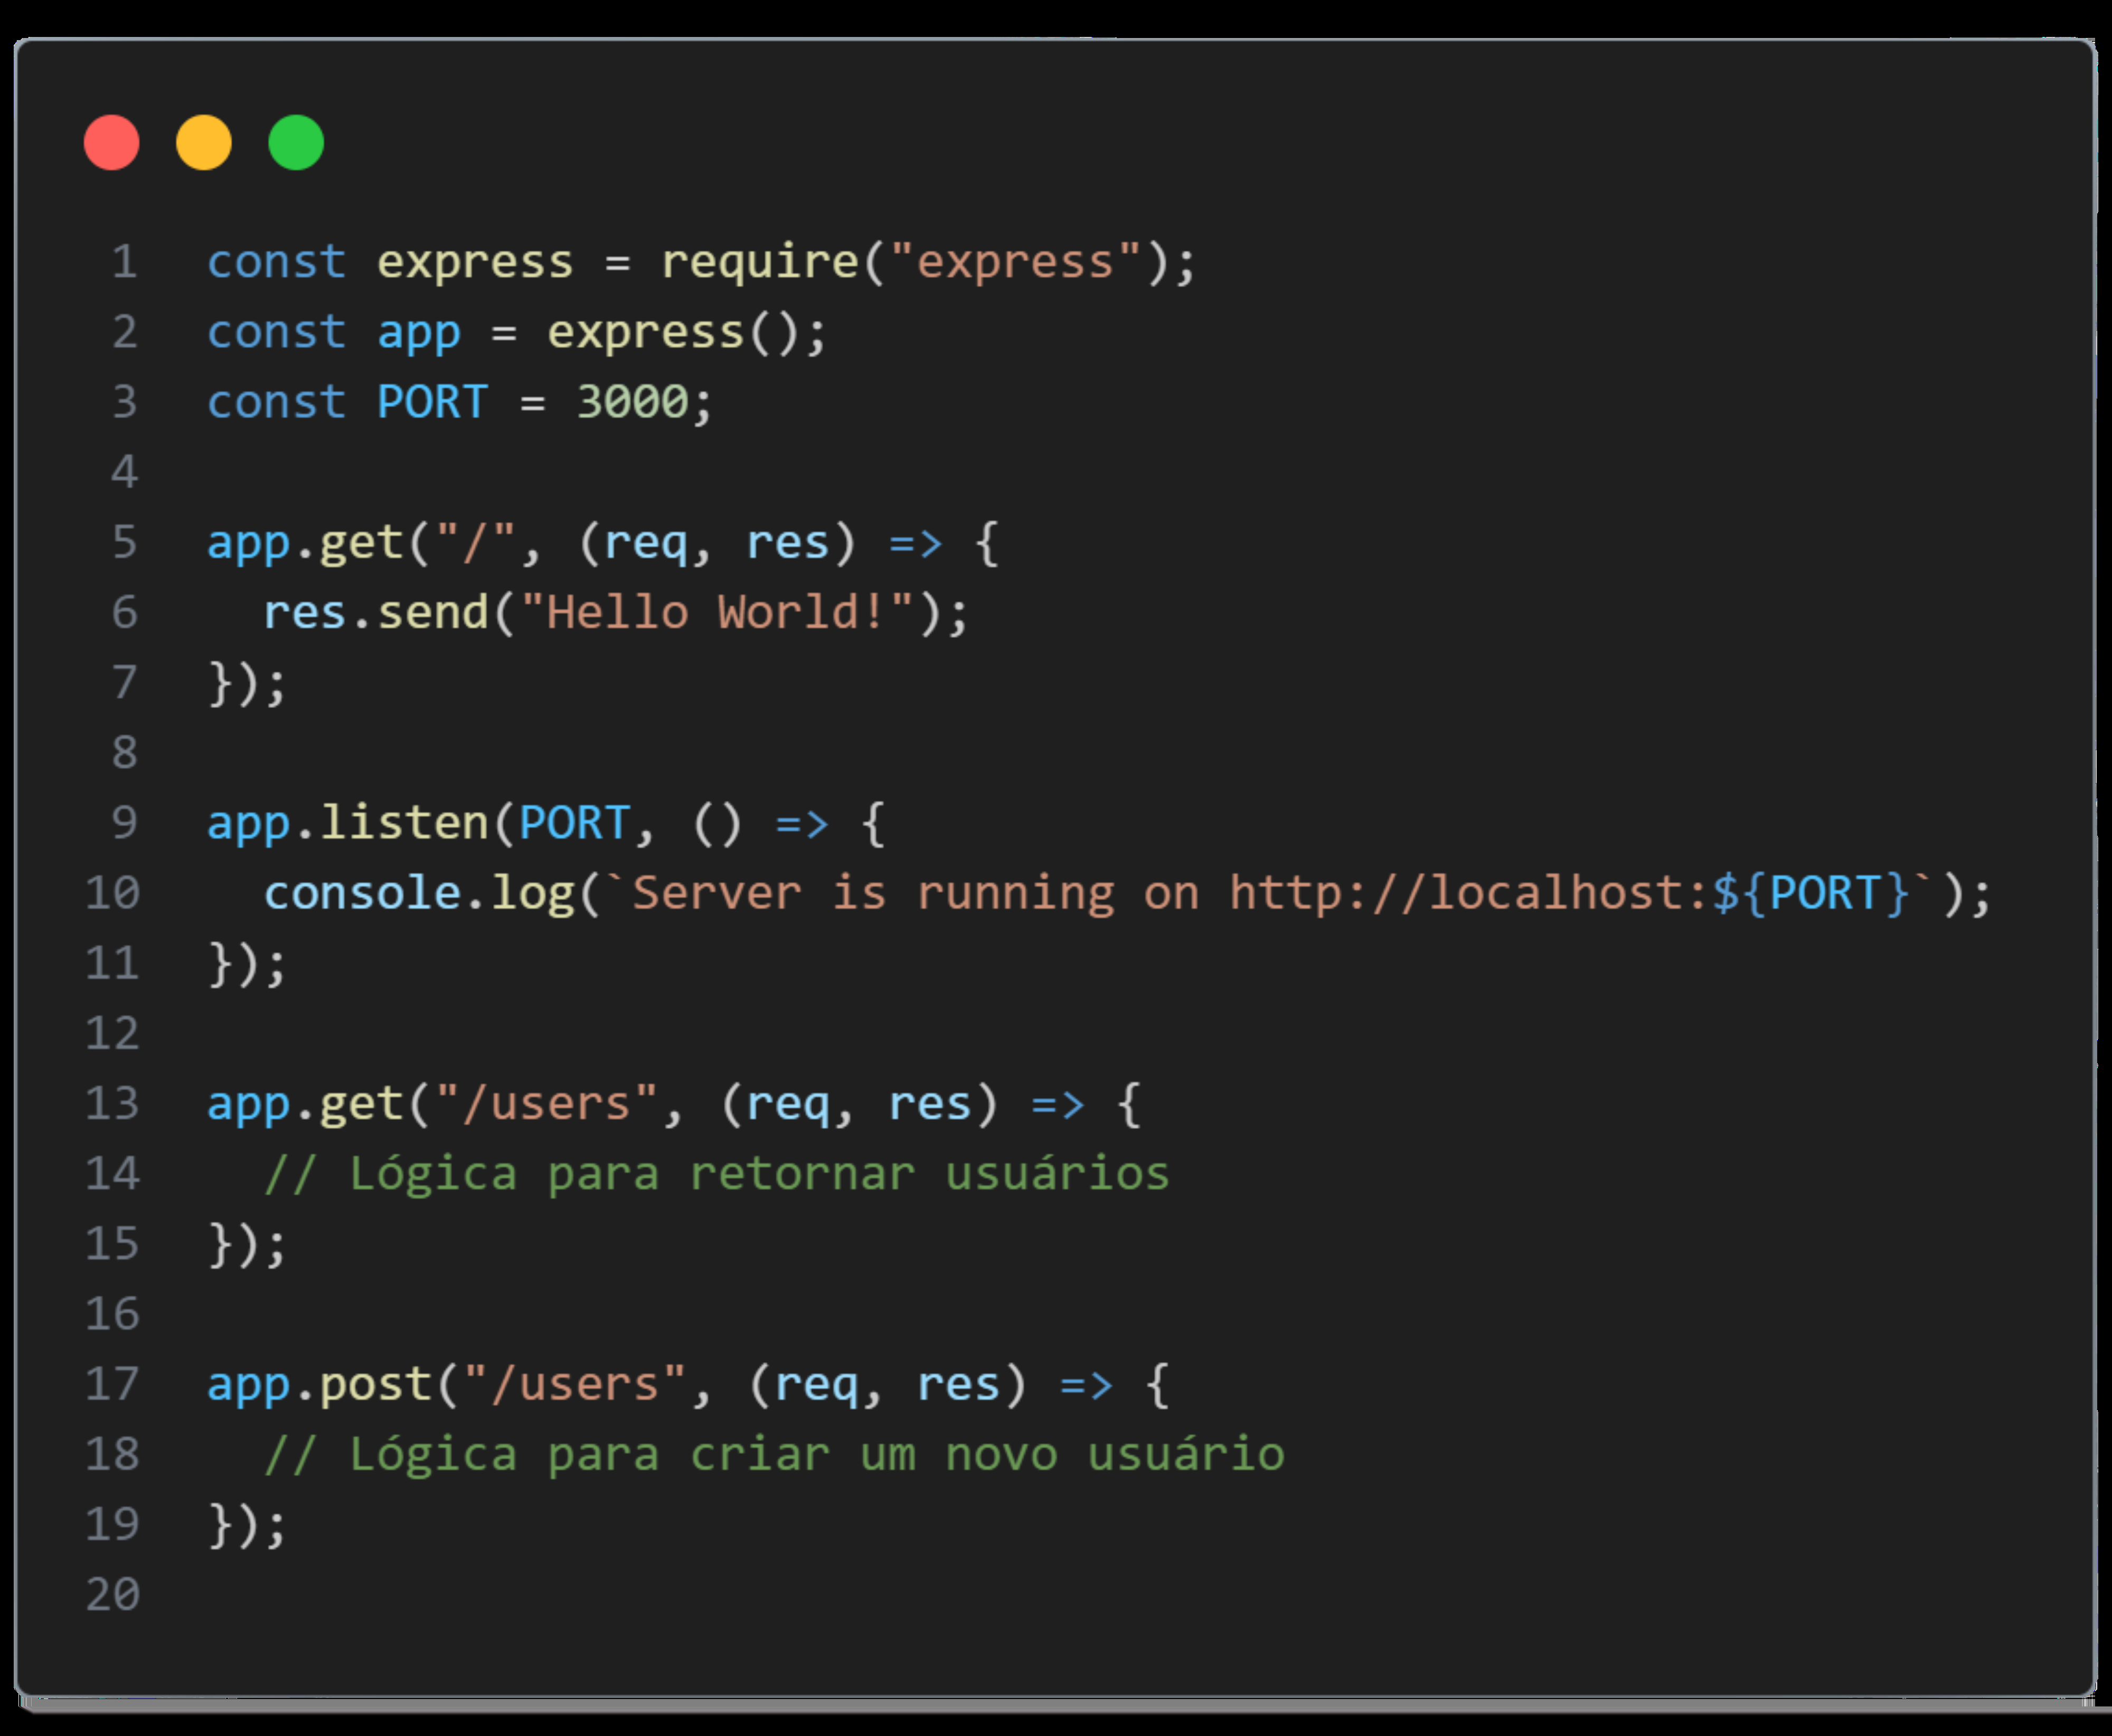 1 const express = require("express");
2 const app = express();
3 const PORT = 3000;
4
5 app.get("/", (req, res) => {
6   res.send("Hello World!");
7 });
8
9 app.listen(PORT, () => {
10   console.log(`Server is running on http://localhost:${PORT}`);
11 });
12
13 app.get("/users", (req, res) => {
14   // Lógica para retornar usuários
15 });
16
17 app.post("/users", (req, res) => {
18   // Lógica para criar um novo usuário
19 });
20